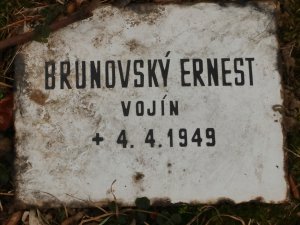 BRUNOVSKÝ ERNEST
VOJÍN
+ 4. 4. 1949